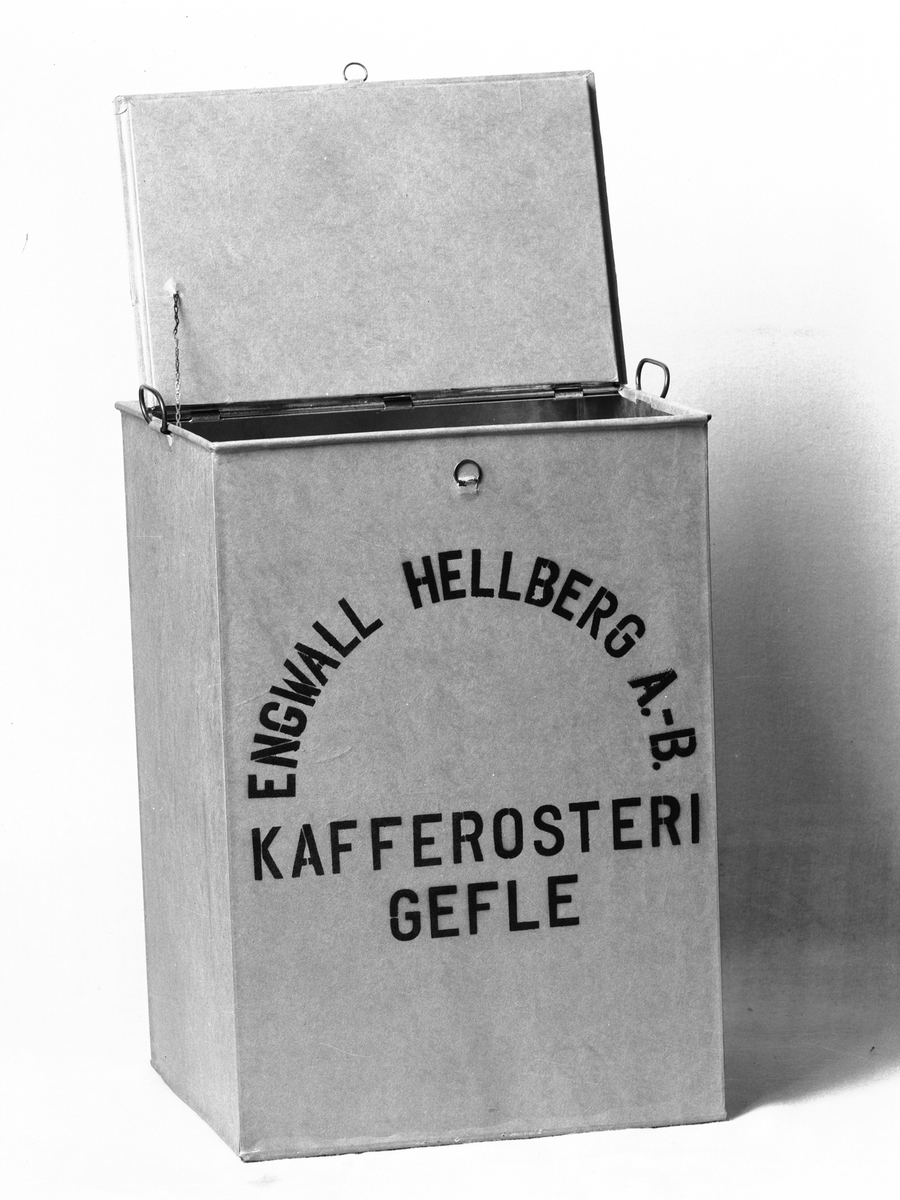 ENGWALL HELLBERG A.-B.
KAFFEROSTERI
GEFLE